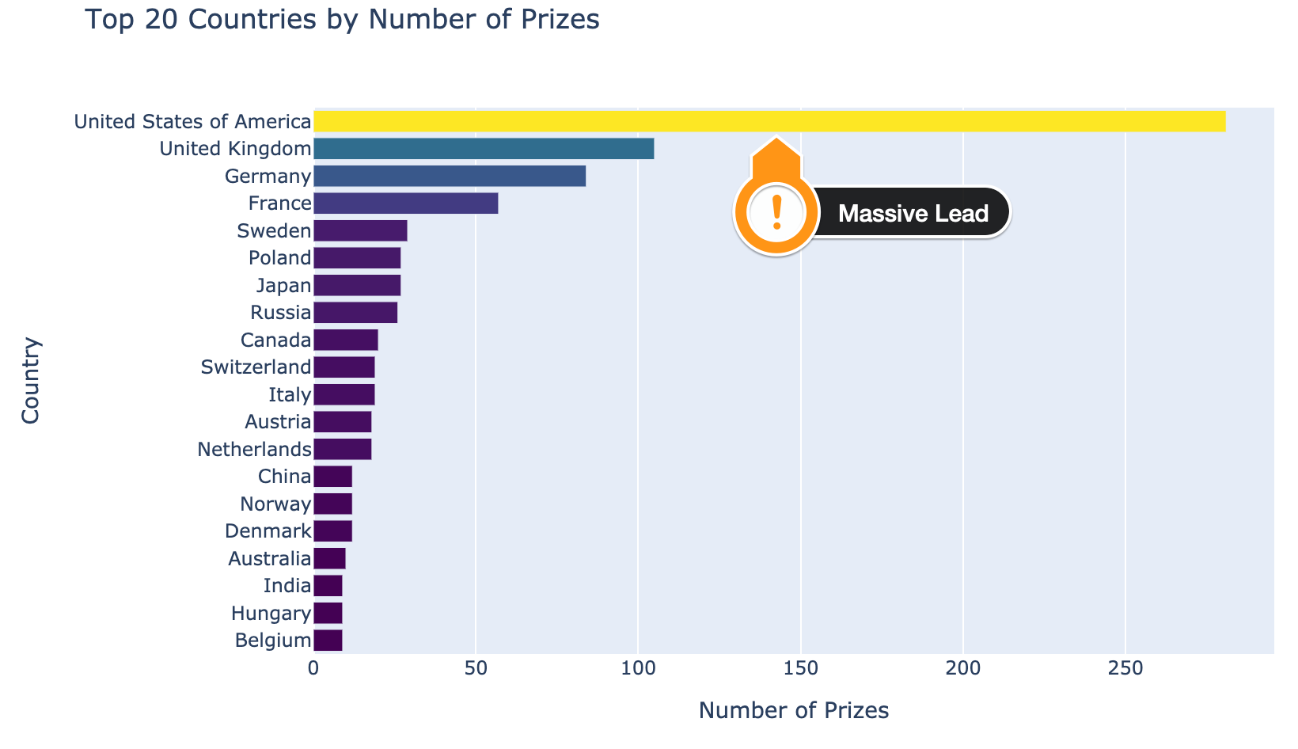 Top 20 Countries by Number of Prizes
United States of America
United Kingdom
Germany
France
Sweden
Poland
Japan
Russia
Canada
Switzerland
Italy
Austria
Netherlands
China
Norway
Denmark
Australia
India
Hungary
Belgium
Country
! Massive Lead
0 50 100 150 200 250
Number of Prizes